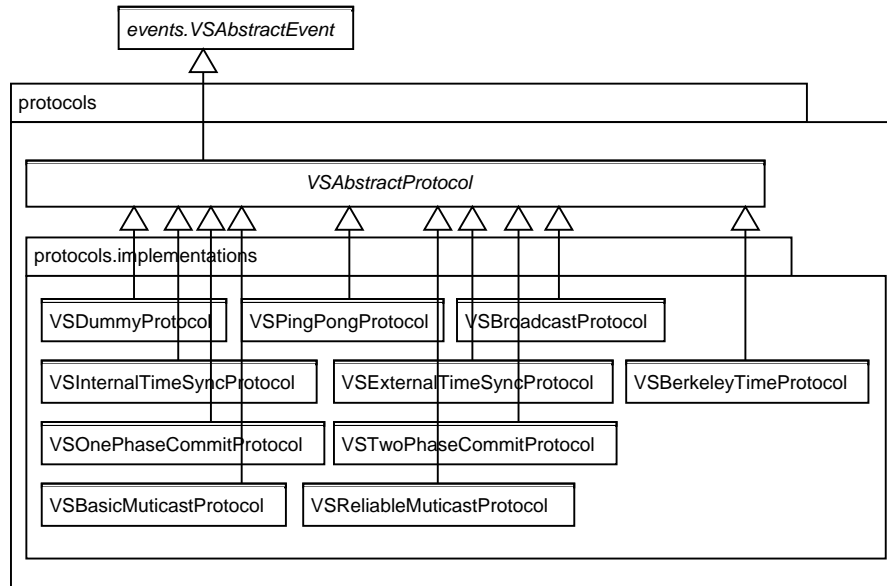 events.VSAbstractEvent
protocols
VSAbstractProtocol
protocols.implementations
VSDummyProtocol
VSPingPongProtocol
VSBroadcastProtocol
VSInternalTimeSyncProtocol
VSExternalTimeSyncProtocol
VSBerkeleyTimeProtocol
VSOnePhaseCommitProtocol
VSTwoPhaseCommitProtocol
VSBasicMuticastProtocol
VSReliableMuticastProtocol